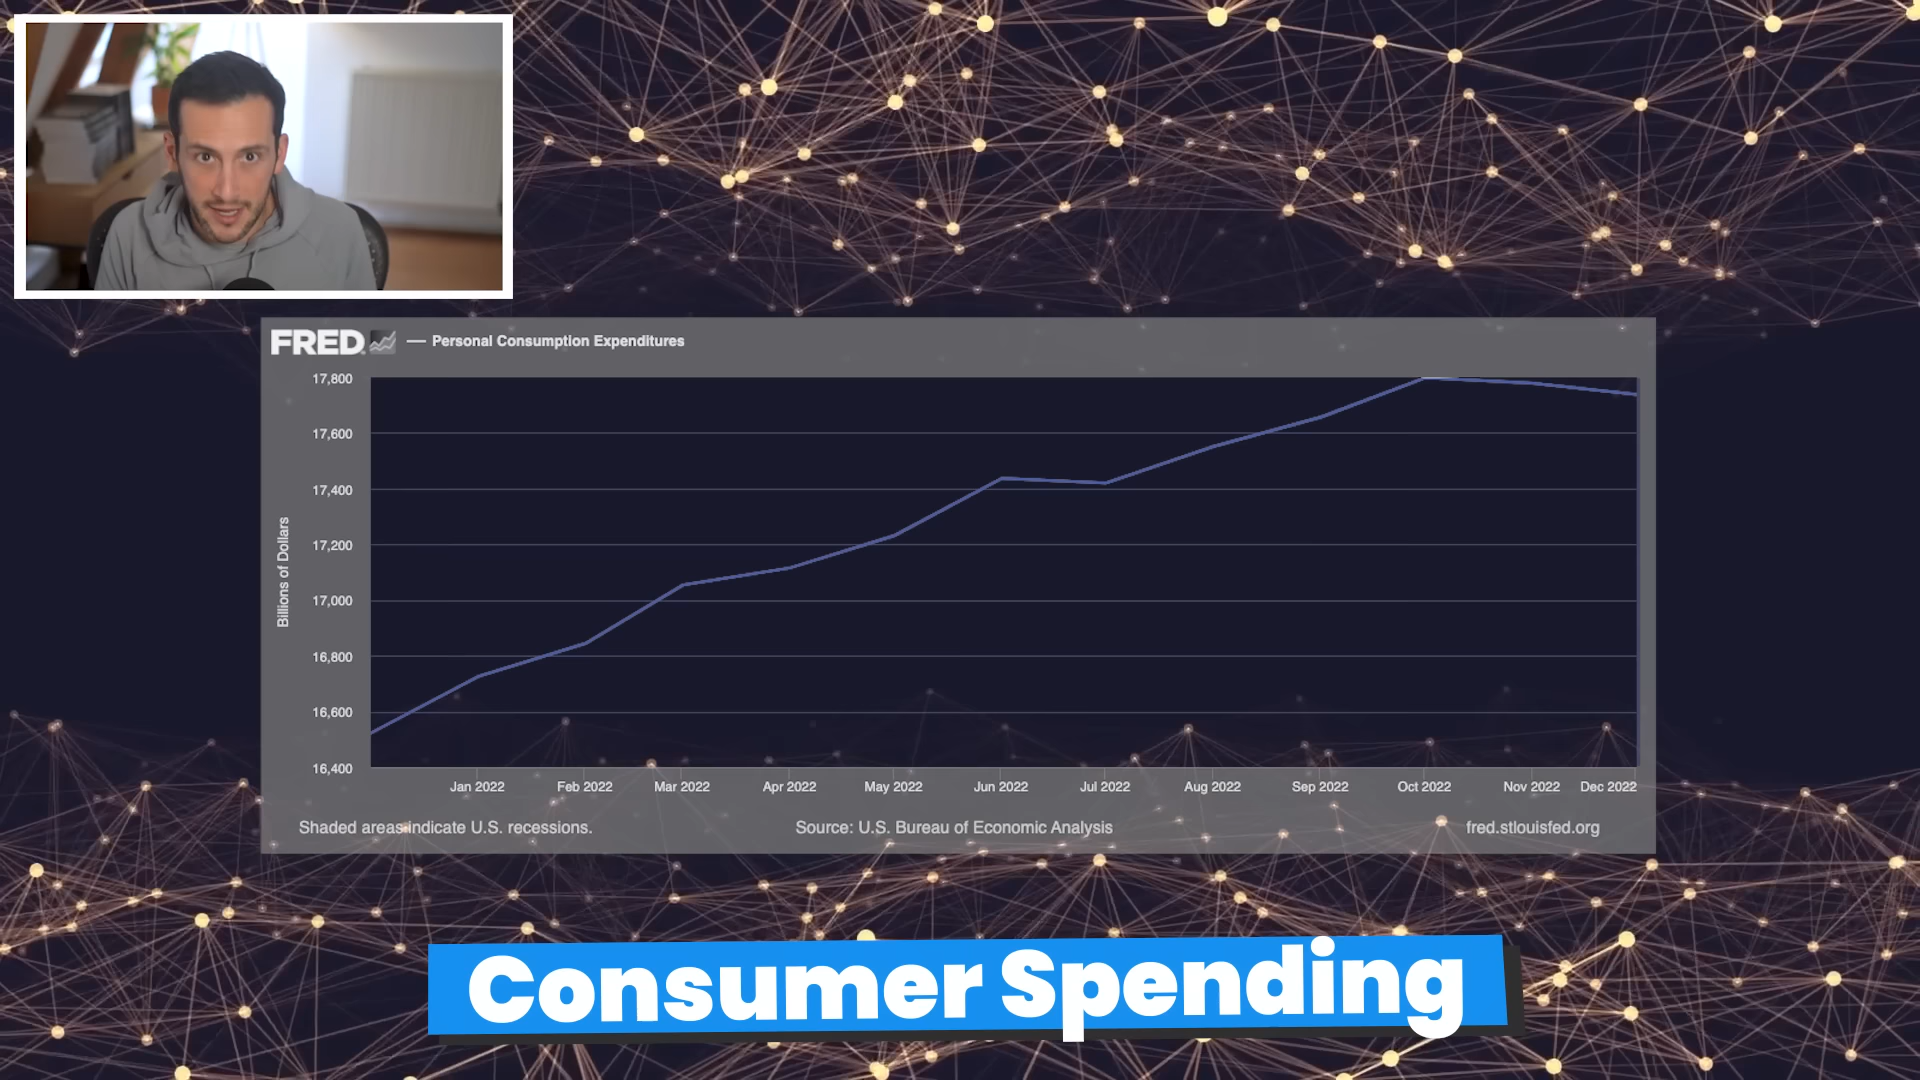 FRED — Personal Consumption Expenditures
17,800
17,600
17,400
17,200
17,000
16,800
16,600
16,400
Billions of Dollars
Jan 2022 Feb 2022 Mar 2022 Apr 2022 May 2022 Jun 2022 Jul 2022 Aug 2022 Sep 2022 Oct 2022 Nov 2022 Dec 2022
Shaded areas indicate U.S. recessions. Source: U.S. Bureau of Economic Analysis fred.stlouisfed.org
Consumer Spending